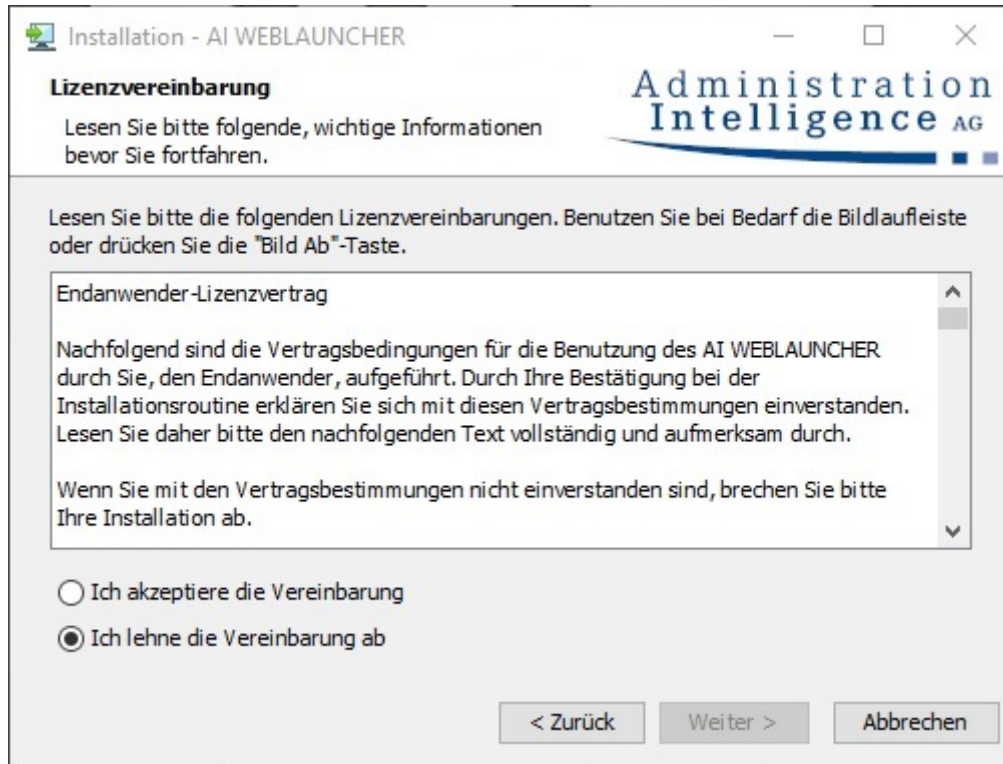 Installation - AI WEBLAUNCHER
Lizenzvereinbarung
Lesen Sie bitte folgende, wichtige Informationen
bevor Sie fortfahren.
Administration
Intelligence AG
Lesen Sie bitte die folgenden Lizenzvereinbarungen. Benutzen Sie bei Bedarf die Bildlaufleiste
oder drücken Sie die "Bild Ab"-Taste.
Endanwender-Lizenzvertrag
Nachfolgend sind die Vertragsbedingungen für die Benutzung des AI WEBLAUNCHER
durch Sie, den Endanwender, aufgeführt. Durch Ihre Bestätigung bei der
Installationsroutine erklären Sie sich mit diesen Vertragsbestimmungen einverstanden.
Lesen Sie daher bitte den nachfolgenden Text vollständig und aufmerksam durch.
Wenn Sie mit den Vertragsbestimmungen nicht einverstanden sind, brechen Sie bitte
Ihre Installation ab.
Ich akzeptiere die Vereinbarung
Ich lehne die Vereinbarung ab
< Zurück
Weiter >
Abbrechen